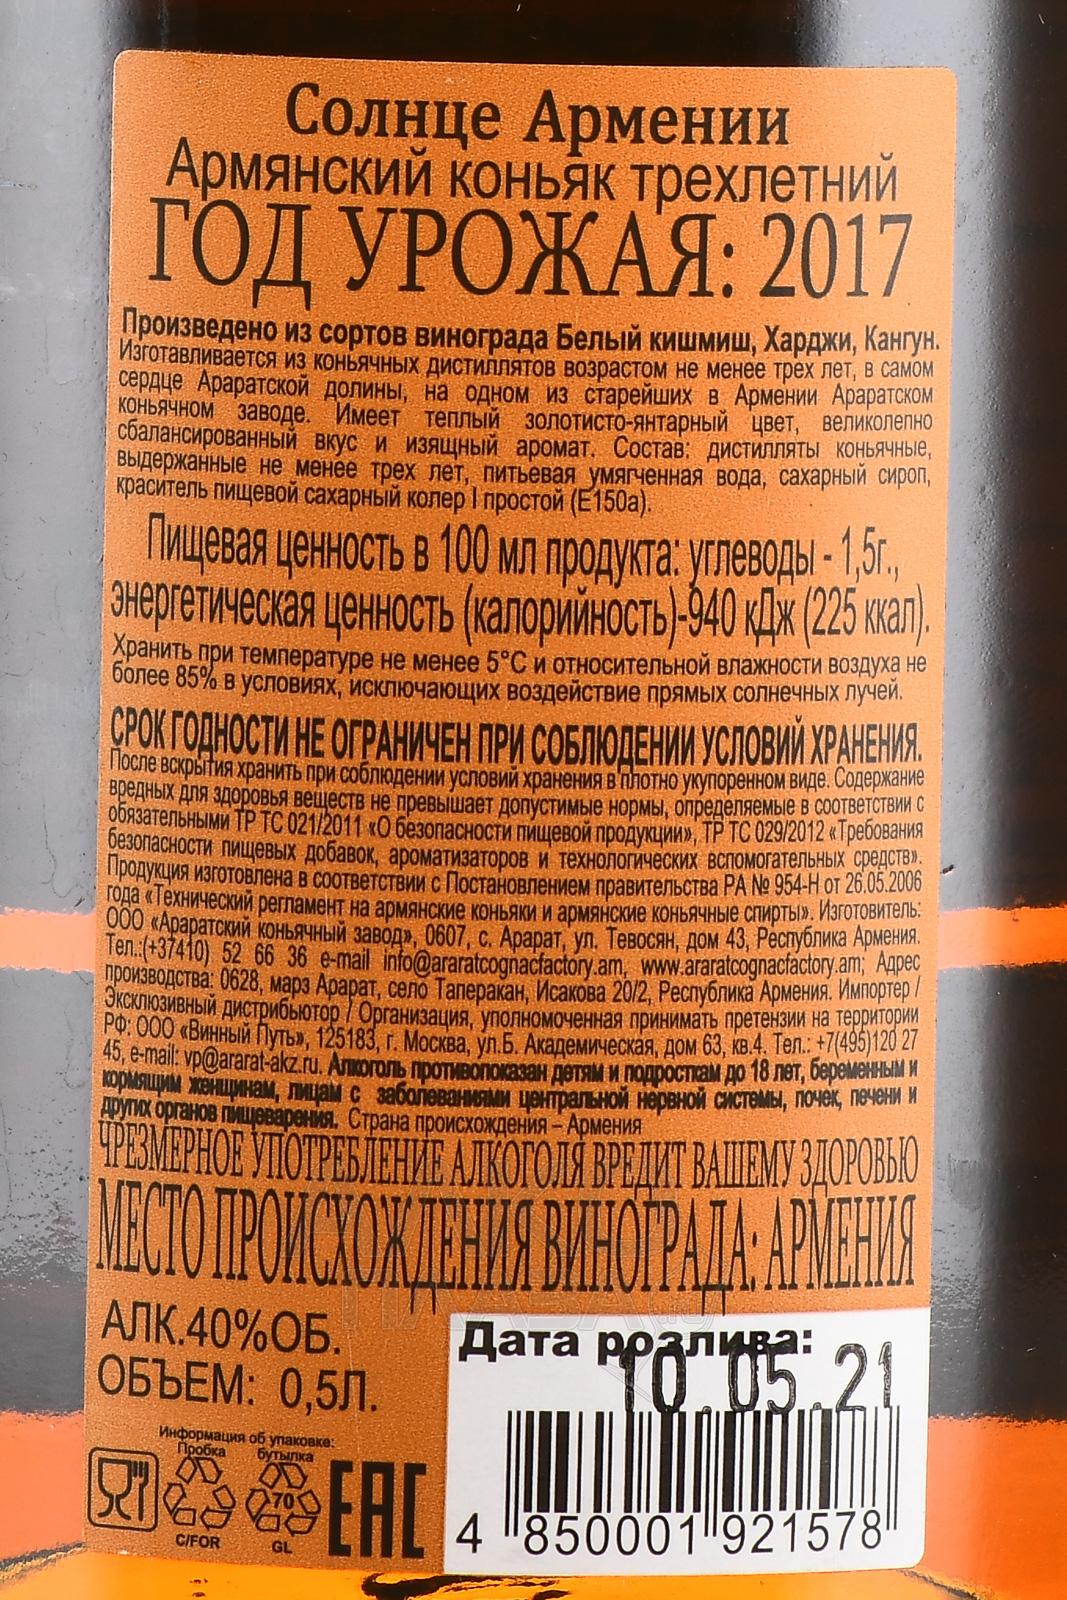 Солнце Армении
Армянский коньяк трехлетний
ГОД УРОЖАЯ: 2017
Произведено из сортов винограда Белый кишмиш, Харджи, Кангун.
Изготавливается из коньячных дистиллятов возрастом не менее трех лет, в самом
сердце Араратской долины, на одном из старейших в Армении Араратском
коньячном заводе. Имеет теплый золотисто-янтарный цвет, великолепно
сбалансированный вкус и изящный аромат. Состав: дистилляты коньячные,
выдержанные не менее трех лет, питьевая умягченная вода, сахарный сироп,
краситель пищевой сахарный колер I простой (Е150а).
Пищевая ценность в 100 мл продукта: углеводы - 1,5г.,
энергетическая ценность (калорийность)-940 кДж (225 ккал).
Хранить при температуре не менее 5°С и относительной влажности воздуха не
более 85% в условиях, исключающих воздействие прямых солнечных лучей.
СРОК ГОДНОСТИ НЕ ОГРАНИЧЕН ПРИ СОБЛЮДЕНИИ УСЛОВИЙ ХРАНЕНИЯ.
После вскрытия хранить при соблюдении условий хранения в плотно укупоренном виде. Содержание
вредных для здоровья веществ не превышает допустимые нормы, определяемые в соответствии с
обязательными ТР ТС 021/2011 «О безопасности пищевой продукции», ТР ТС 029/2012 «Требования
безопасности пищевых добавок, ароматизаторов и технологических вспомогательных средств».
Продукция изготовлена в соответствии с Постановлением правительства РА № 954-Н от 26.05.2006
года «Технический регламент на армянские коньяки и армянские коньячные спирты». Изготовитель:
ООО «Араратский коньячный завод», 0607, с. Арарат, ул. Тевосян, дом 43, Республика Армения.
Тел.:(+37410) 52 66 36 e-mail info@araratcognacfactory.am, www.araratcognacfactory.am; Адрес
производства: 0628, марз Арарат, село Таперакан, Исакова 20/2, Республика Армения. Импортер /
Эксклюзивный дистрибьютор / Организация, уполномоченная принимать претензии на территории
РФ: ООО «Винный Путь», 125183, г. Москва, ул.Б. Академическая, дом 63, кв.4. Тел.: +7(495)120 27
45, e-mail: vp@ararat-akz.ru. Алкоголь противопоказан детям и подросткам до 18 лет, беременным и
кормящим женщинам, лицам с заболеваниями центральной нервной системы, почек, печени и
других органов пищеварения. Страна происхождения – Армения
ЧРЕЗМЕРНОЕ УПОТРЕБЛЕНИЕ АЛКОГОЛЯ ВРЕДИТ ВАШЕМУ ЗДОРОВЬЮ
МЕСТО ПРОИСХОЖДЕНИЯ ВИНОГРАДА: АРМЕНИЯ
АЛК.40%ОБ.
ОБЪЕМ: 0,5Л.
Дата розлива:
10.05.21
Информация об упаковке:
Пробка бутылка
70
C/FOR GL
EAC
4 850001 921578